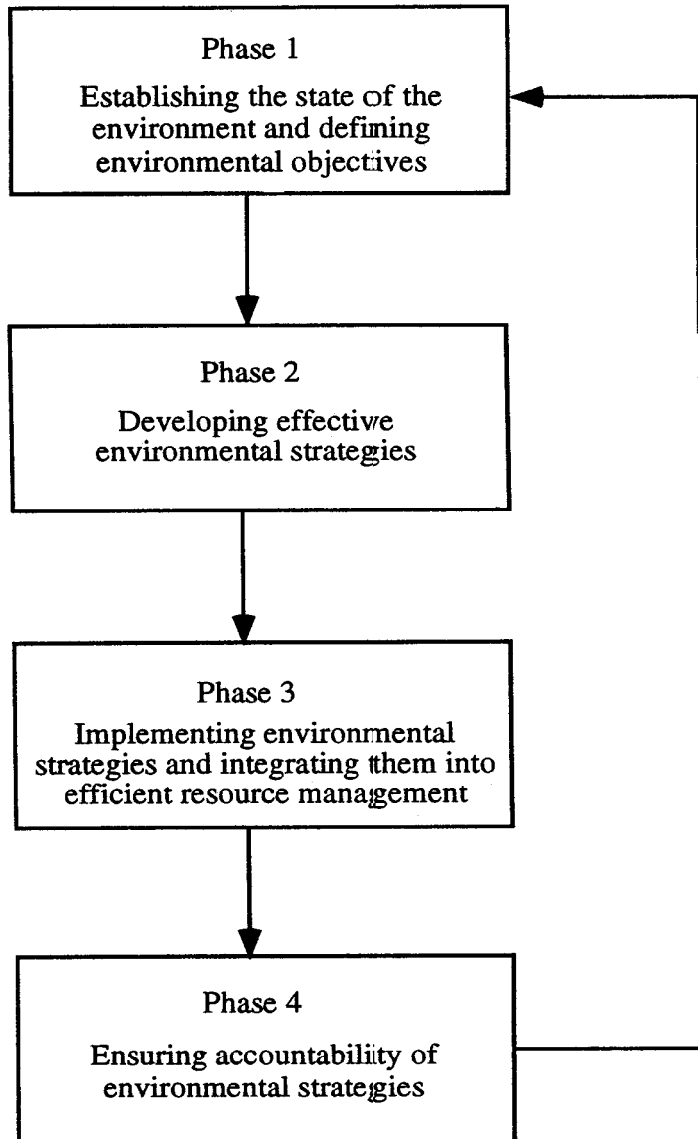 Phase 1
Establishing the state of the
environment and defining
environmental objectives
Phase 2
Developing effective
environmental strategies
Phase 3
Implementing environmental
strategies and integrating them into
efficient resource management
Phase 4
Ensuring accountability of
environmental strategies